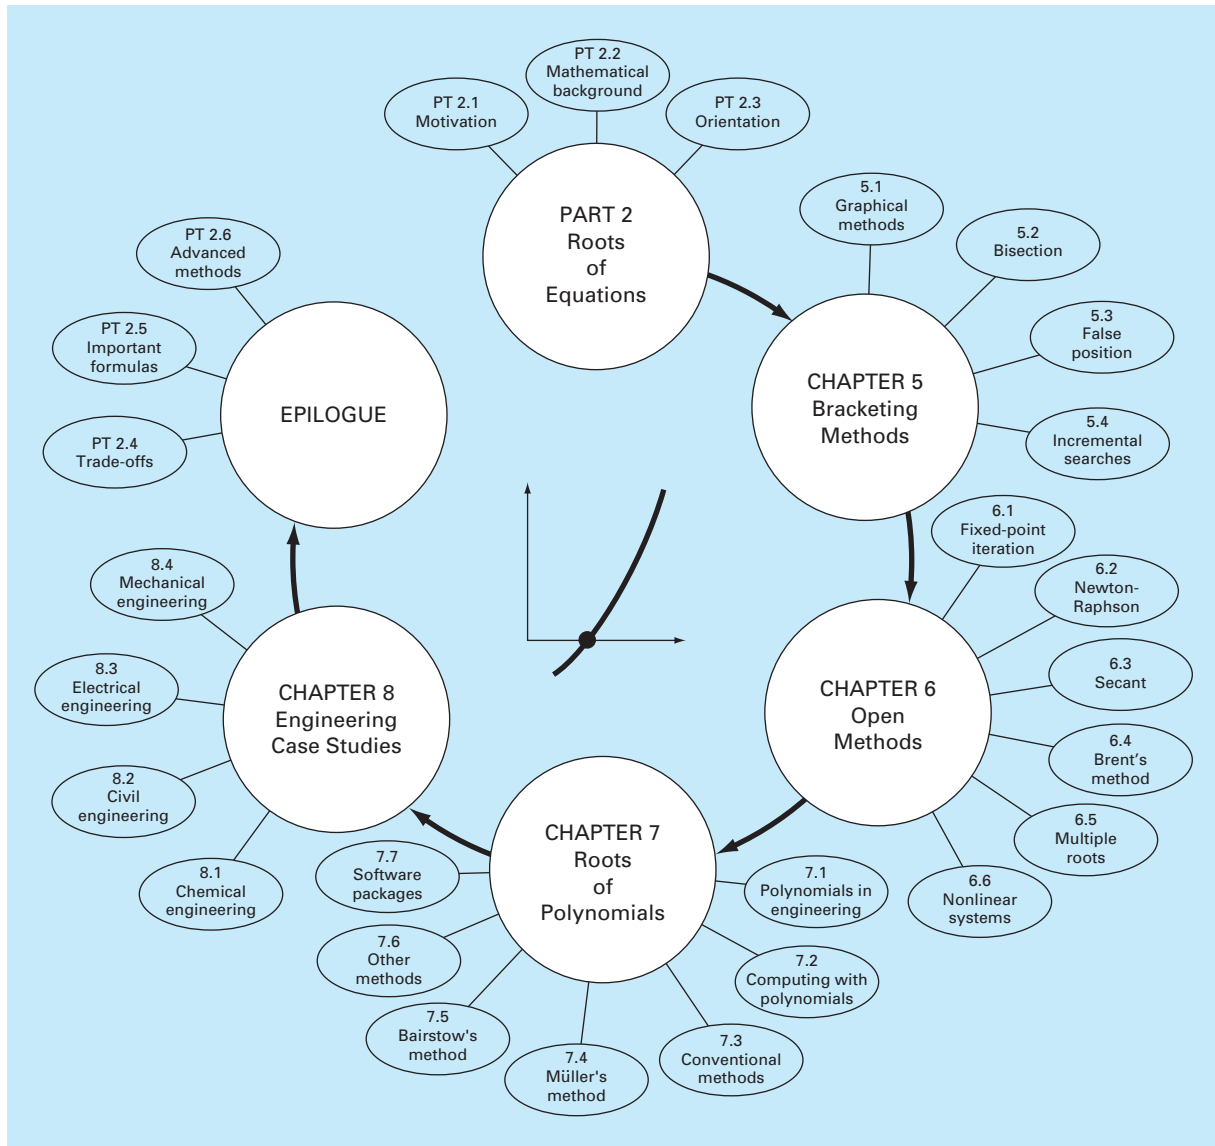 PT 2.1
Motivation
PT 2.2
Mathematical
background
PT 2.3
Orientation
PART 2
Roots
of
Equations
5.1
Graphical
methods
5.2
Bisection
5.3
False
position
5.4
Incremental
searches
CHAPTER 5
Bracketing
Methods
6.1
Fixed-point
iteration
6.2
Newton-
Raphson
6.3
Secant
6.4
Brent's
method
6.5
Multiple
roots
6.6
Nonlinear
systems
CHAPTER 6
Open
Methods
CHAPTER 7
Roots
of
Polynomials
7.1
Polynomials in
engineering
7.2
Computing with
polynomials
7.3
Conventional
methods
7.4
Müller's
method
7.5
Bairstow's
method
7.6
Other
methods
7.7
Software
packages
CHAPTER 8
Engineering
Case Studies
8.1
Chemical
engineering
8.2
Civil
engineering
8.3
Electrical
engineering
8.4
Mechanical
engineering
EPILOGUE
PT 2.4
Trade-offs
PT 2.5
Important
formulas
PT 2.6
Advanced
methods